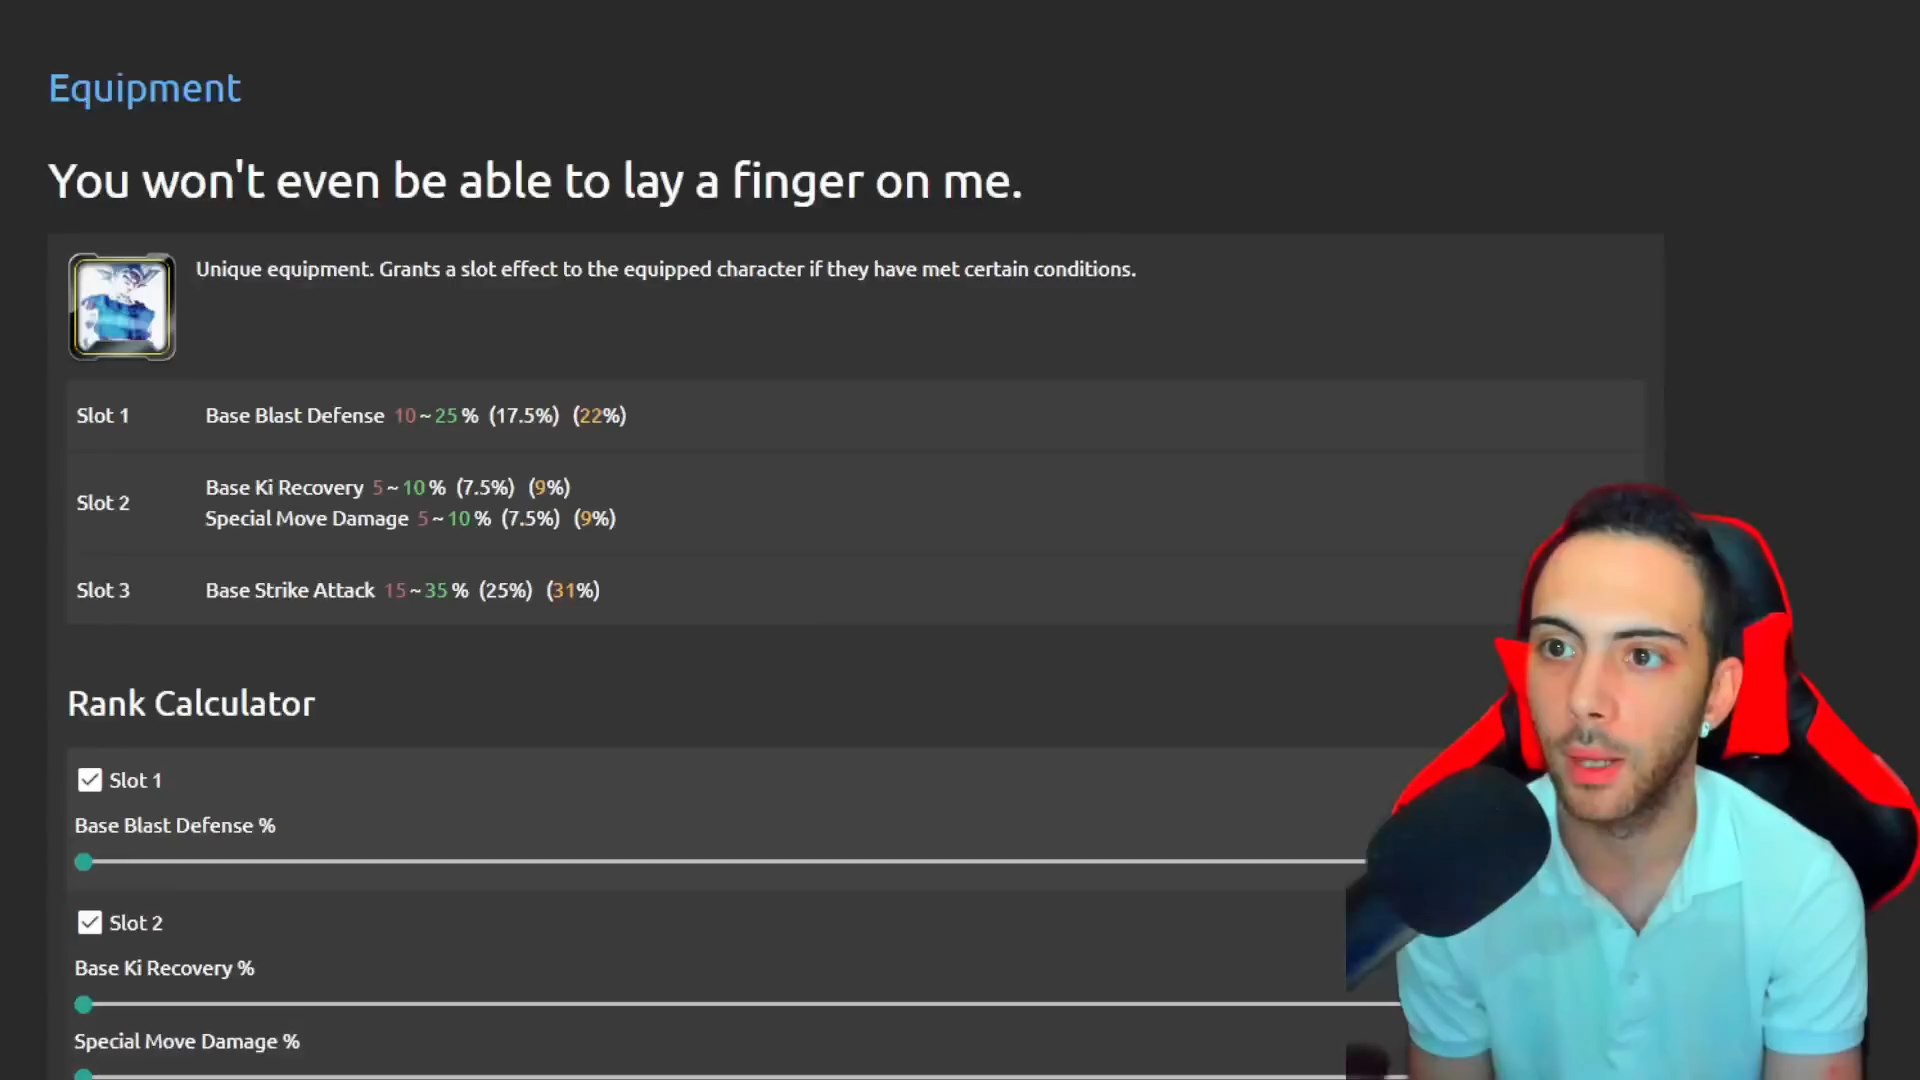 Equipment
You won't even be able to lay a finger on me.
Unique equipment. Grants a slot effect to the equipped character if they have met certain conditions.
Slot 1 Base Blast Defense 10~25% (17.5%) (22%)
Slot 2 Base Ki Recovery 5~10% (7.5%) (9%)
Special Move Damage 5~10% (7.5%) (9%)
Slot 3 Base Strike Attack 15~35% (25%) (31%)
Rank Calculator
Slot 1
Base Blast Defense %
Slot 2
Base Ki Recovery %
Special Move Damage %